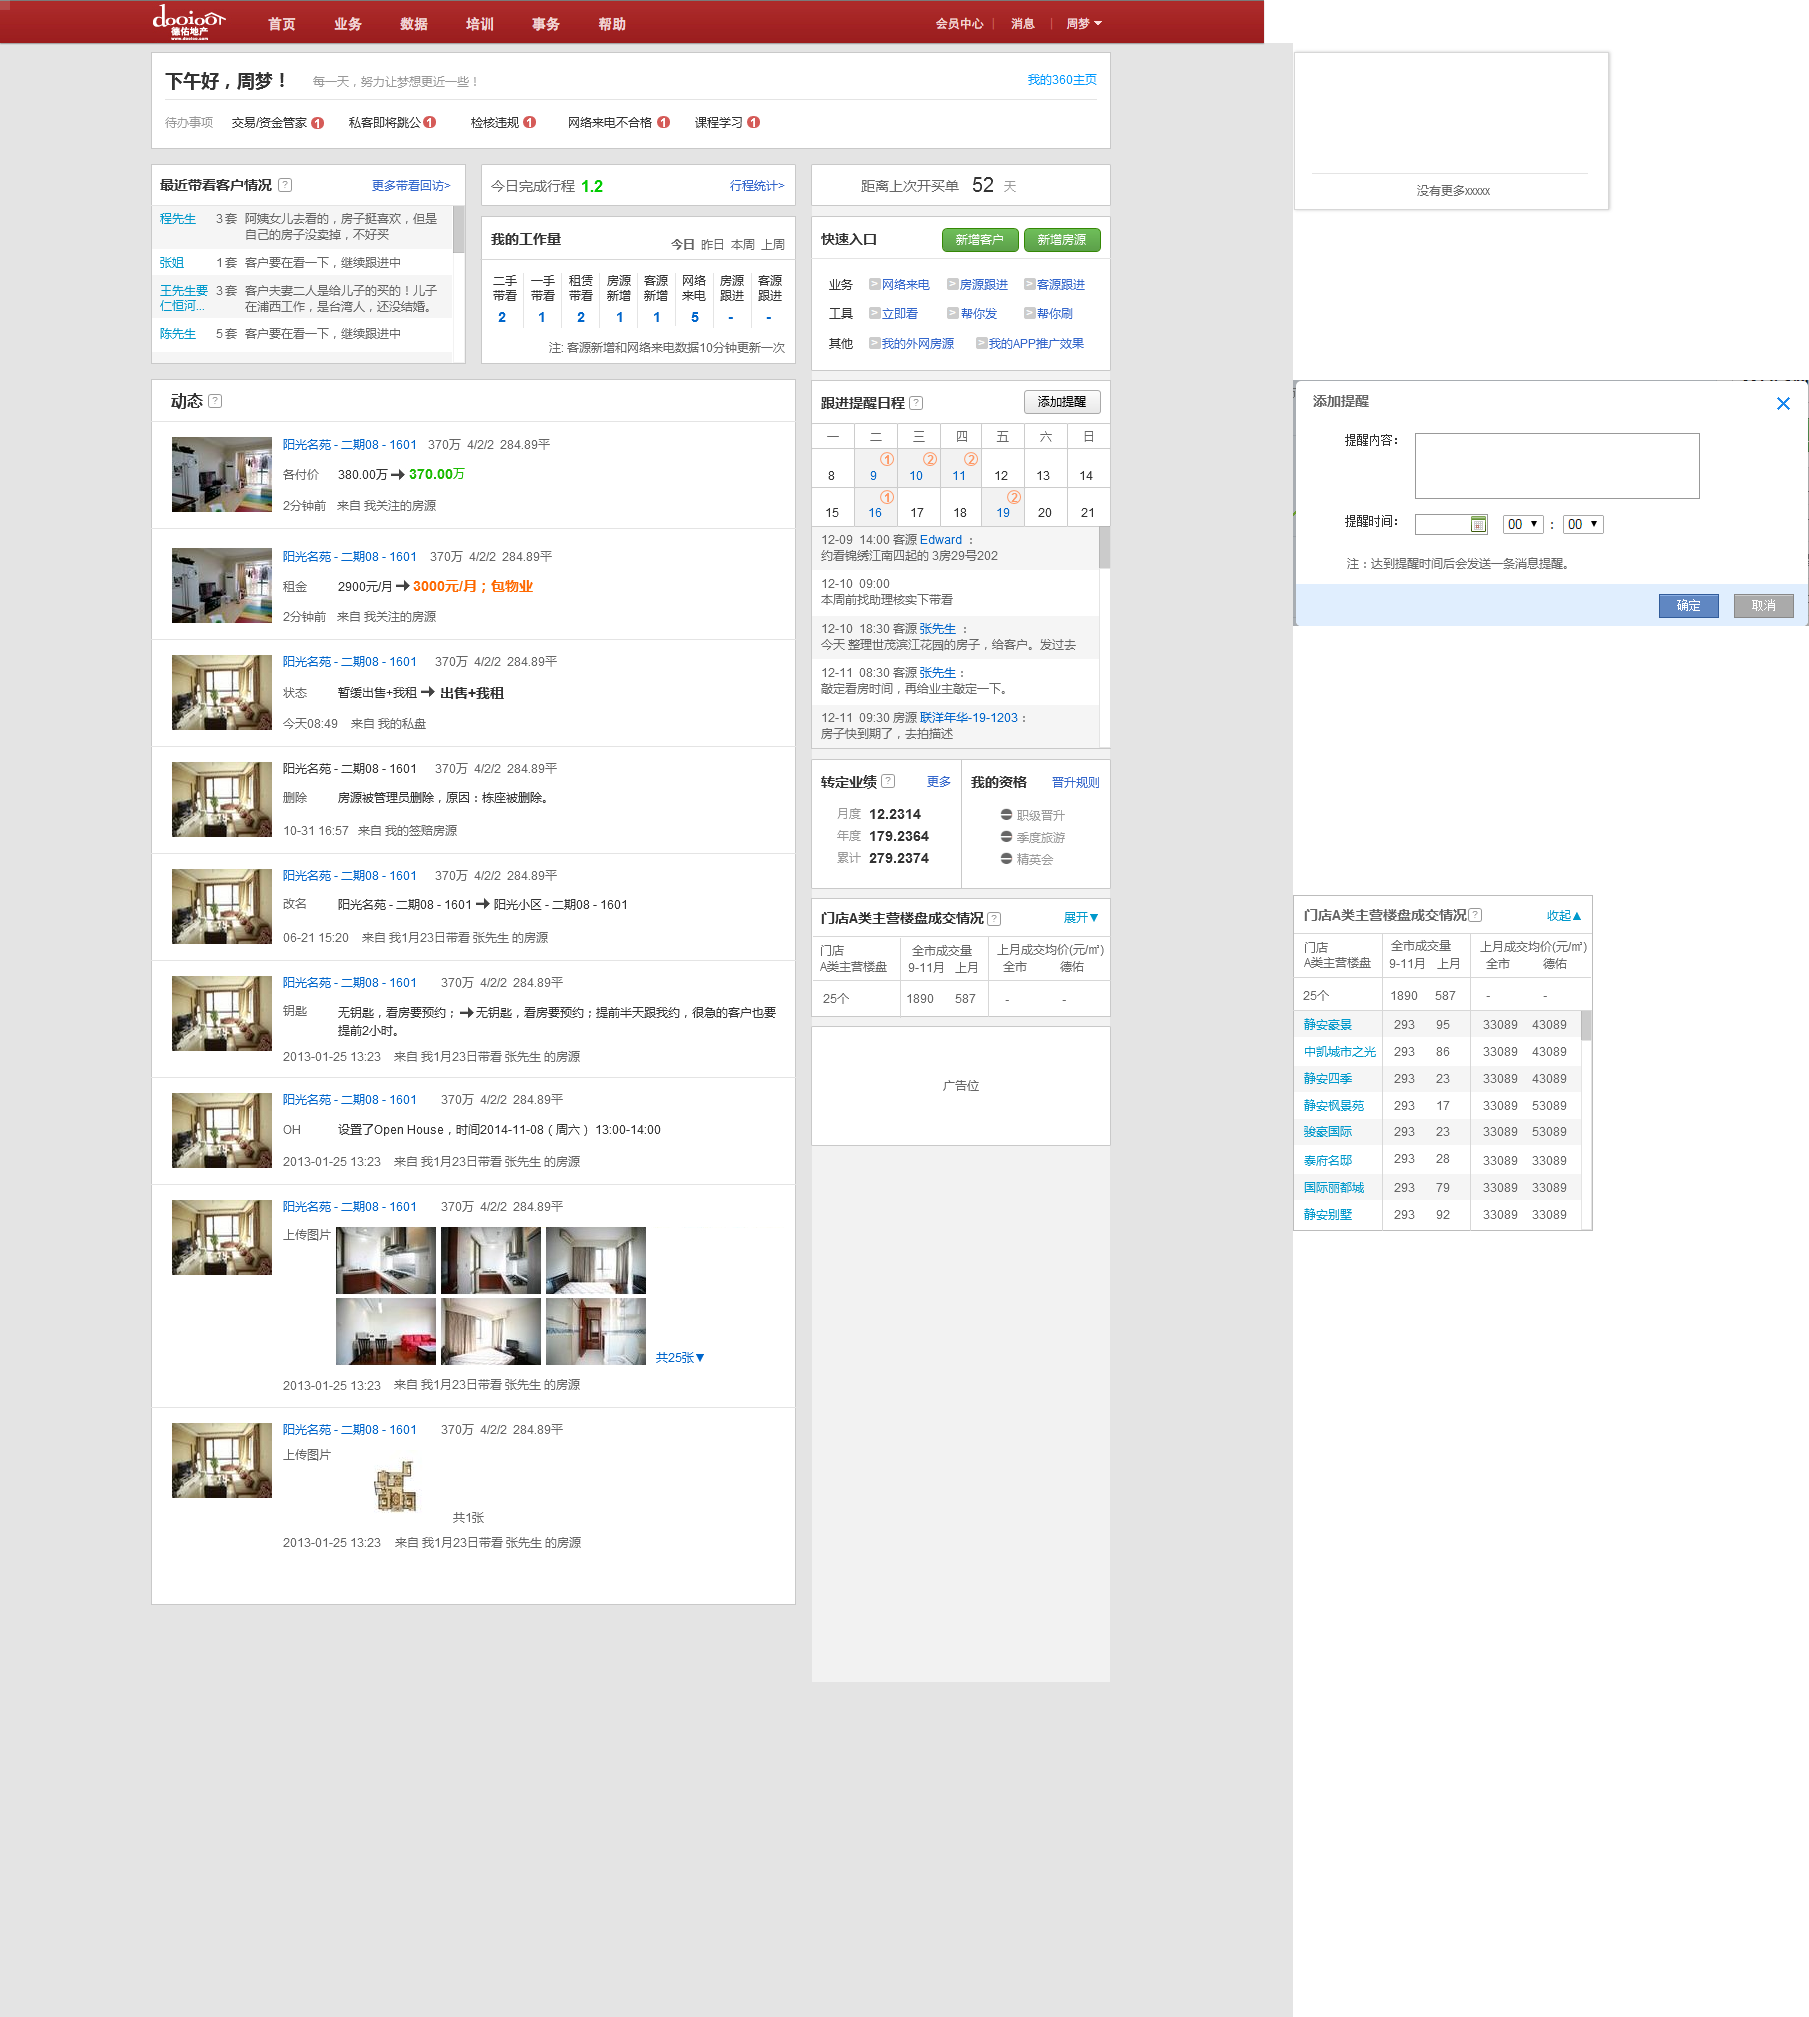 dooioor
德佑地产
www.dooioo.com
首页 业务 数据 培训 事务 帮助
会员中心 | 消息 | 周梦
下午好，周梦！ 每一天，努力让梦想更近一些！ 我的360主页
待办事项 交易/资金管家 1 私客即将跳公 1 检核违规 1 网络来电不合格 1 课程学习 1
最近带看客户情况 ? 更多带看回访>
程先生 3 套 阿姨女儿去看的，房子挺喜欢，但是
自己的房子没卖掉，不好买
张姐 1 套 客户要在看一下，继续跟进中
王先生要 3 套 客户夫妻二人是给儿子的买的！儿子
仁恒河... 在浦西工作，是台湾人，还没结婚。
陈先生 5 套 客户要在看一下，继续跟进中
今日完成行程 1.2 行程统计>
我的工作量 今日 昨日 本周 上周
二手 一手 租赁 房源 客源 网络 房源 客源
带看 带看 带看 新增 新增 来电 跟进 跟进
2 1 2 1 1 5 - -
注: 客源新增和网络来电数据10分钟更新一次
距离上次开买单 52 天
快速入口 新增客户 新增房源
业务 网络来电 房源跟进 客源跟进
工具 立即看 帮你发 帮你刷
其他 我的外网房源 我的APP推广效果
动态 ?
阳光名苑 - 二期08 - 1601 370万 4/2/2 284.89平
各付价 380.00万 370.00万
2分钟前 来自 我关注的房源
阳光名苑 - 二期08 - 1601 370万 4/2/2 284.89平
租金 2900元/月 3000元/月；包物业
2分钟前 来自 我关注的房源
阳光名苑 - 二期08 - 1601 370万 4/2/2 284.89平
状态 暂缓出售+我租 出售+我租
今天08:49 来自 我的私盘
阳光名苑 - 二期08 - 1601 370万 4/2/2 284.89平
删除 房源被管理员删除，原因：栋座被删除。
10-31 16:57 来自 我的签赔房源
阳光名苑 - 二期08 - 1601 370万 4/2/2 284.89平
改名 阳光名苑 - 二期08 - 1601 阳光小区 - 二期08 - 1601
06-21 15:20 来自 我1月23日带看 张先生 的房源
阳光名苑 - 二期08 - 1601 370万 4/2/2 284.89平
钥匙 无钥匙，看房要预约； 无钥匙，看房要预约；提前半天跟我约，很急的客户也要
提前2小时。
2013-01-25 13:23 来自 我1月23日带看 张先生 的房源
阳光名苑 - 二期08 - 1601 370万 4/2/2 284.89平
OH 设置了Open House，时间2014-11-08（周六） 13:00-14:00
2013-01-25 13:23 来自 我1月23日带看 张先生 的房源
阳光名苑 - 二期08 - 1601 370万 4/2/2 284.89平
上传图片
共25张▼
2013-01-25 13:23 来自 我1月23日带看 张先生 的房源
阳光名苑 - 二期08 - 1601 370万 4/2/2 284.89平
上传图片
共1张
2013-01-25 13:23 来自 我1月23日带看 张先生 的房源
跟进提醒日程 ? 添加提醒
一 二 三 四 五 六 日
① ② ②
8 9 10 11 12 13 14
① ②
15 16 17 18 19 20 21
12-09 14:00 客源 Edward ：
约看锦绣江南四起的 3房29号202
12-10 09:00
本周前找助理核实下带看
12-10 18:30 客源 张先生 ：
今天 整理世茂滨江花园的房子，给客户。发过去
12-11 08:30 客源 张先生：
敲定看房时间，再给业主敲定一下。
12-11 09:30 房源 联洋年华-19-1203：
房子快到期了，去拍描述
转定业绩 ? 更多
月度 12.2314
年度 179.2364
累计 279.2374
我的资格 晋升规则
职级晋升
季度旅游
精英会
门店A类主营楼盘成交情况 ? 展开▼
门店 全市成交量 上月成交均价(元/㎡)
A类主营楼盘 9-11月 上月 全市 德佑
25个 1890 587 - -
广告位
没有更多xxxxx
添加提醒
提醒内容：
提醒时间： 00 ▼ : 00 ▼
注：达到提醒时间后会发送一条消息提醒。
确定 取消
门店A类主营楼盘成交情况 ? 收起▲
门店 全市成交量 上月成交均价(元/㎡)
A类主营楼盘 9-11月 上月 全市 德佑
25个 1890 587 - -
静安豪景 293 95 33089 43089
中凯城市之光 293 86 33089 43089
静安四季 293 23 33089 43089
静安枫景苑 293 17 33089 53089
骏豪国际 293 23 33089 53089
泰府名邸 293 28 33089 33089
国际丽都城 293 79 33089 33089
静安别墅 293 92 33089 33089